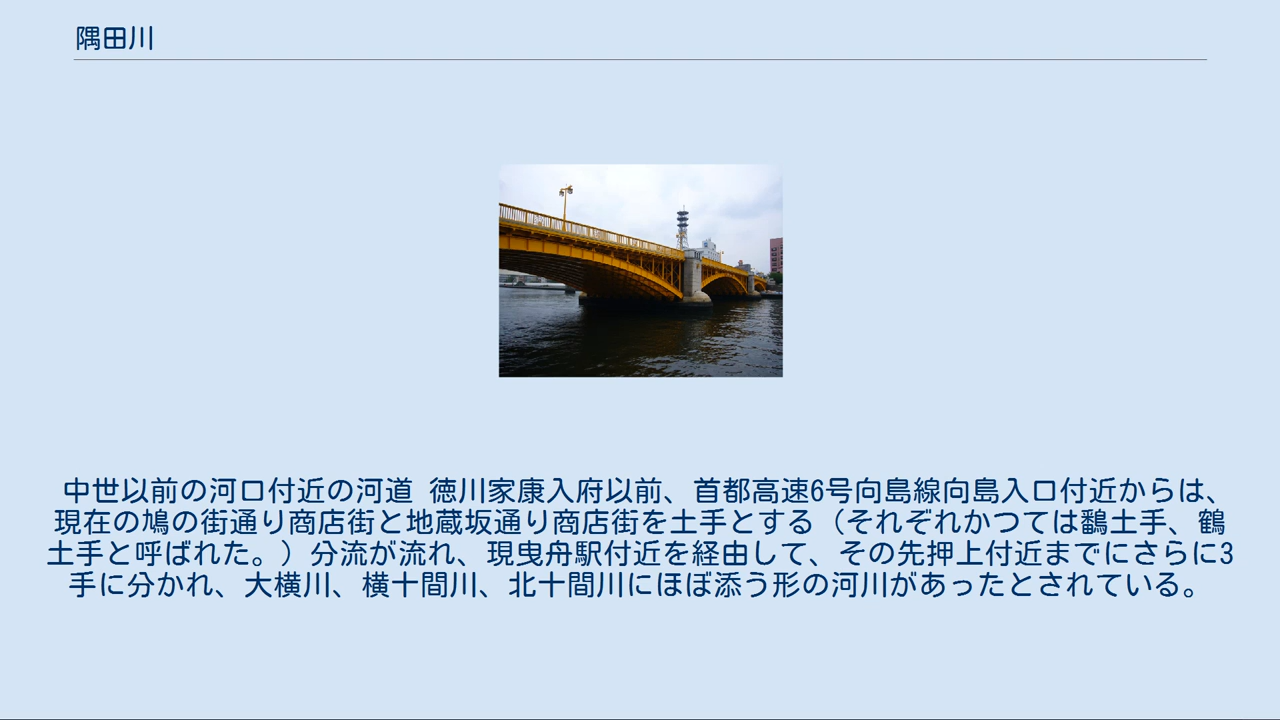 隅田川
中世以前の河口付近の河道 徳川家康入府以前、首都高速6号向島線向島入口付近からは、
現在の鳩の街通り商店街と地蔵坂通り商店街を土手とする（それぞれかつては鷭土手、鶴
土手と呼ばれた。）分流が流れ、現曳舟駅付近を経由して、その先押上付近までにさらに3
手に分かれ、大横川、横十間川、北十間川にほぼ添う形の河川があったとされている。